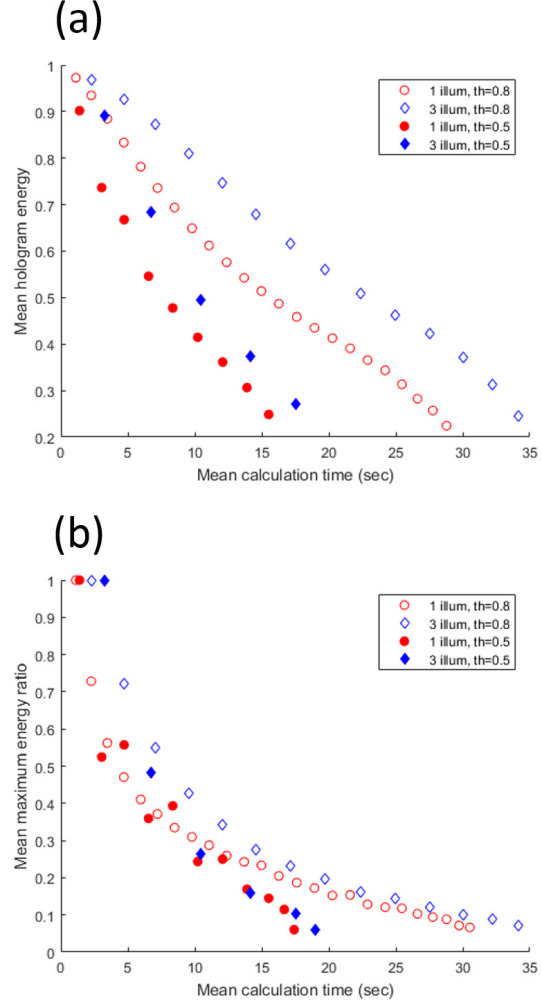 (a)
1
0.9
0.8
0.7
0.6
0.5
0.4
0.3
0.2
0 5 10 15 20 25 30 35
Mean hologram energy
Mean calculation time (sec)
1 illum, th=0.8
3 illum, th=0.8
1 illum, th=0.5
3 illum, th=0.5
(b)
1
0.9
0.8
0.7
0.6
0.5
0.4
0.3
0.2
0.1
0
0 5 10 15 20 25 30 35
Mean maximum energy ratio
Mean calculation time (sec)
1 illum, th=0.8
3 illum, th=0.8
1 illum, th=0.5
3 illum, th=0.5